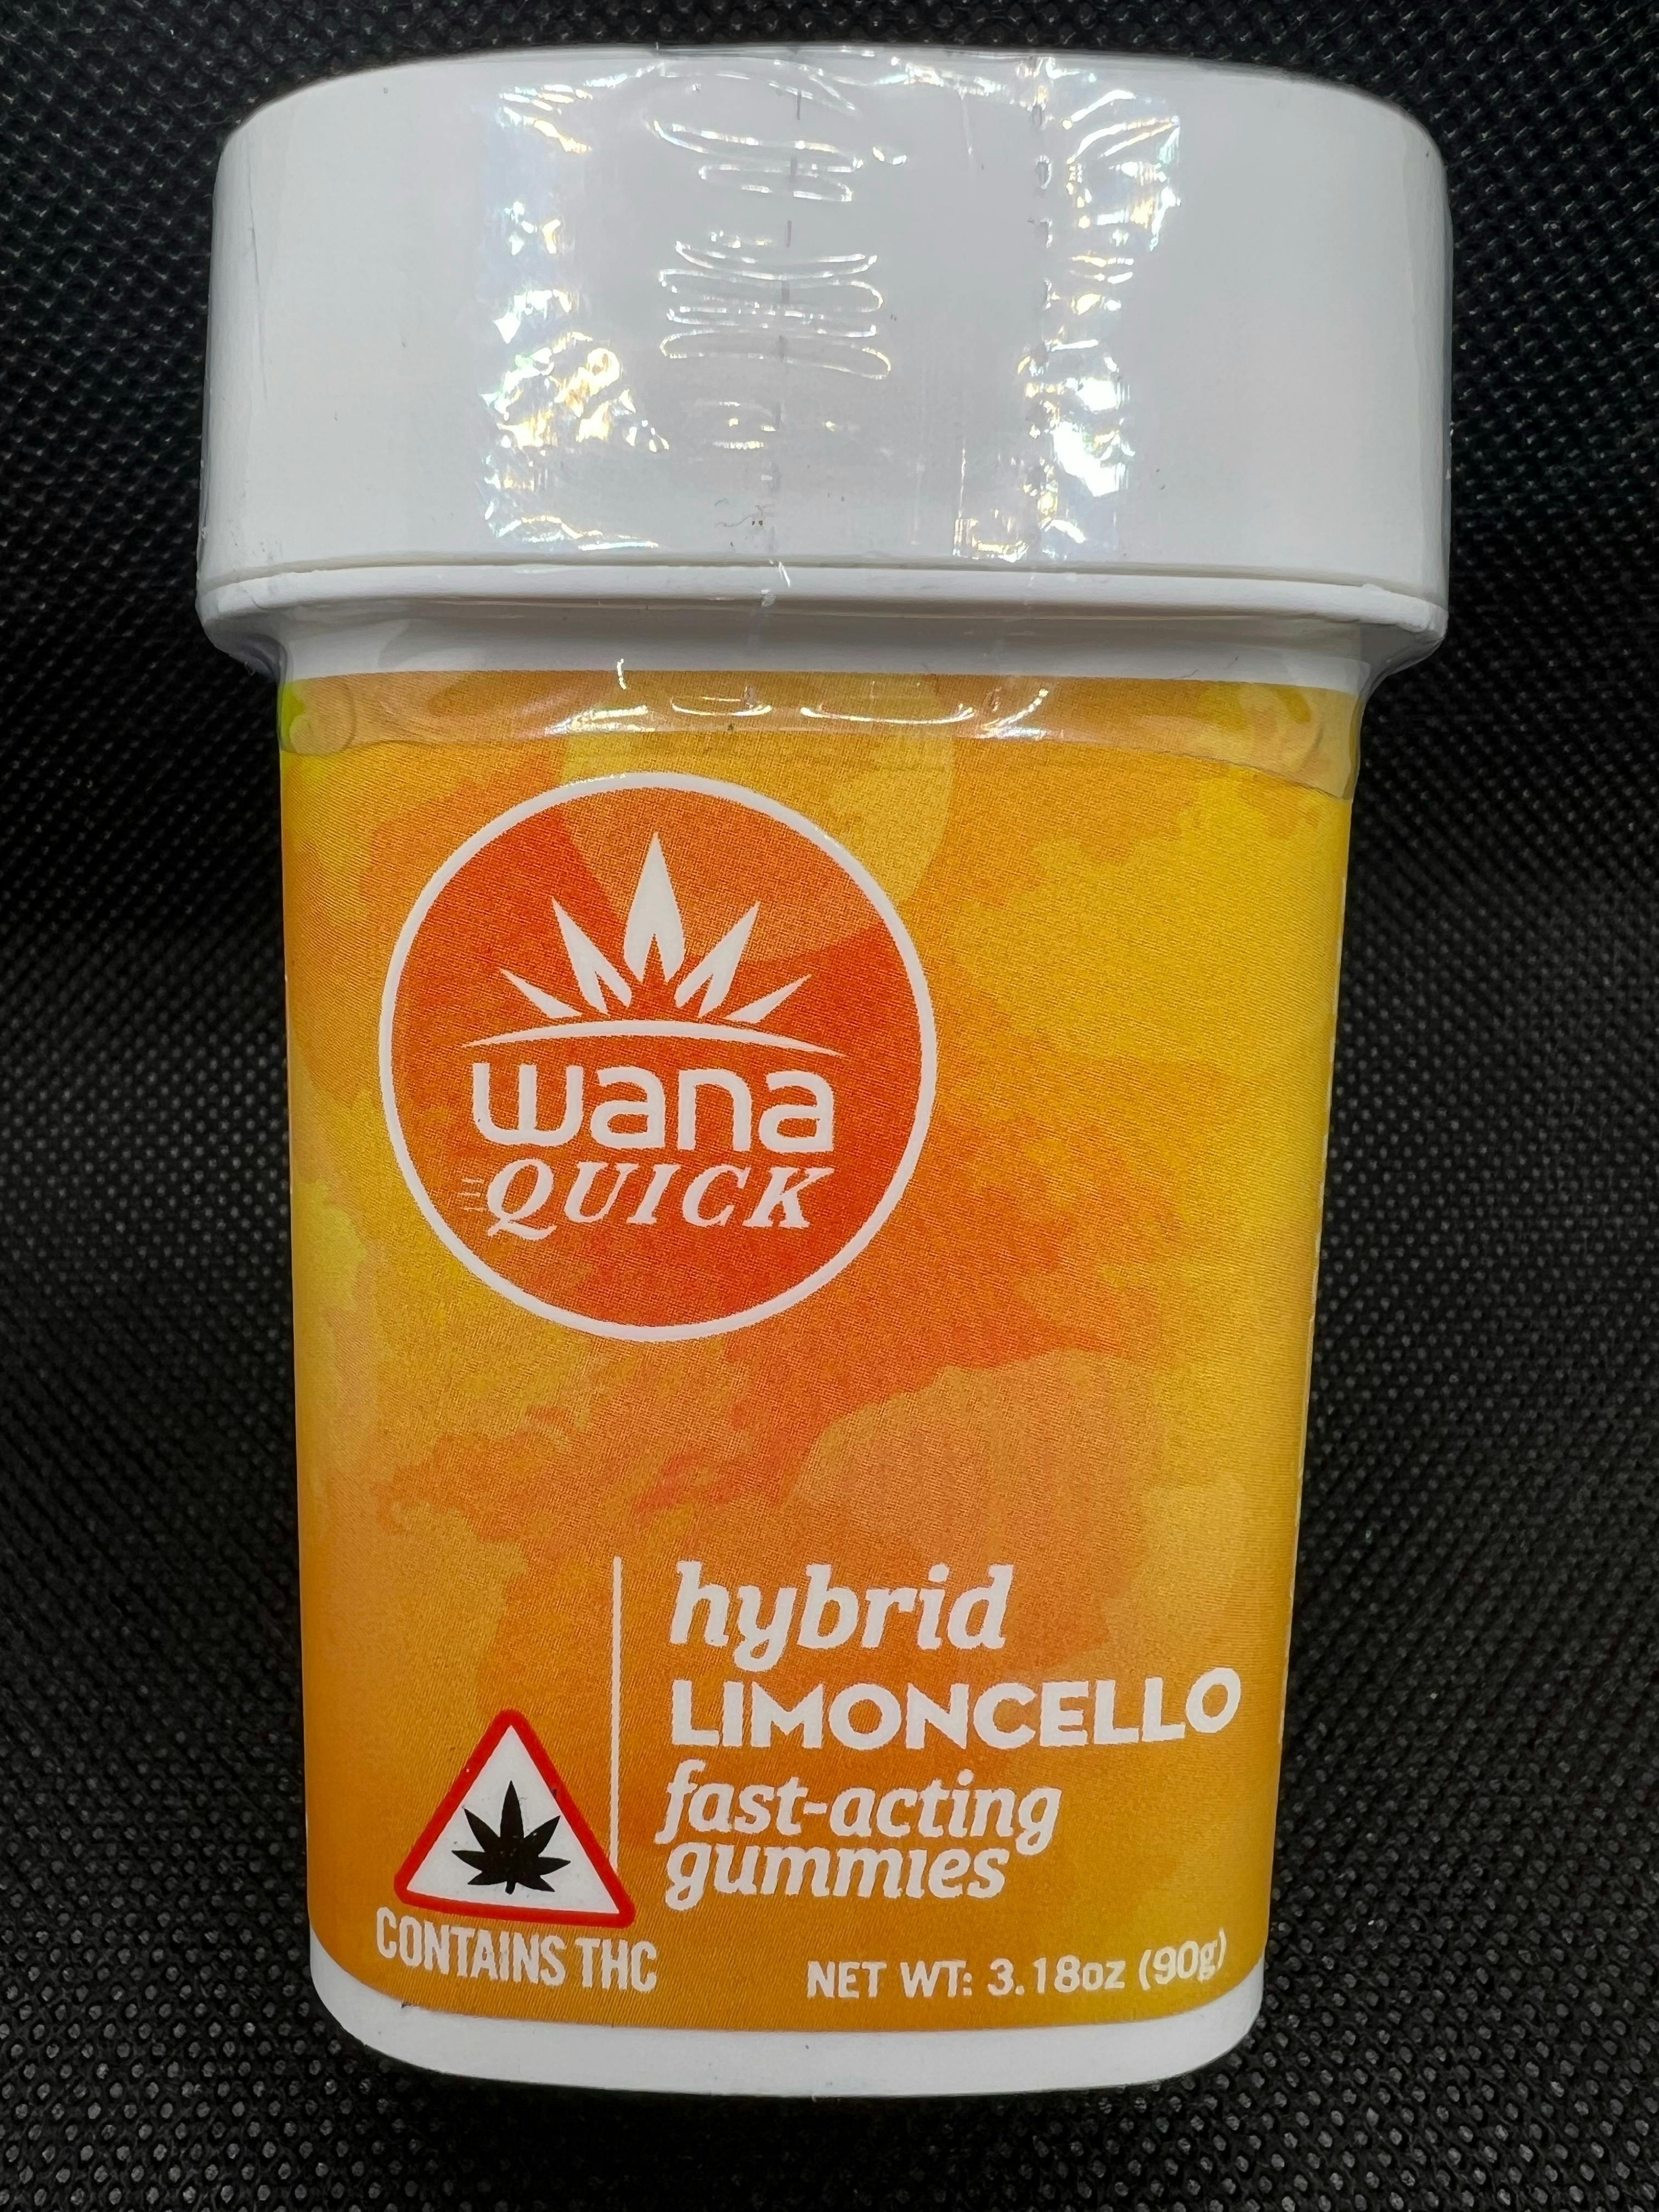 wana
QUICK
hybrid
LIMONCELLO
fast-acting
gummies
CONTAINS THC
NET WT: 3.18oz (90g)